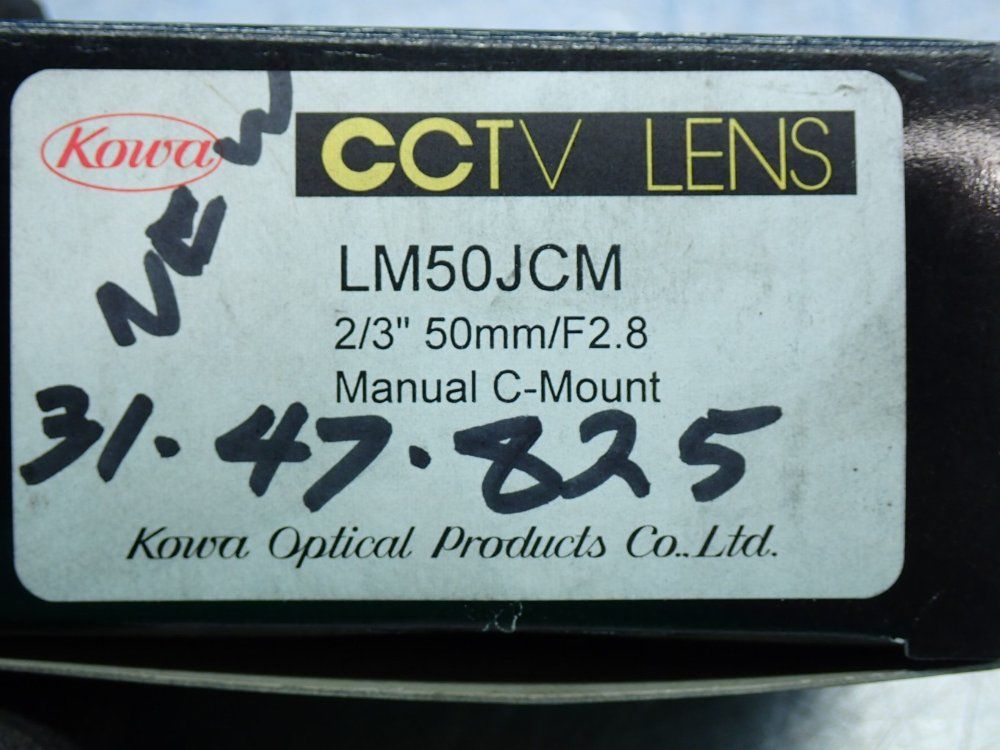 Kowa
CCTV LENS
NEW
LM50JCM
2/3" 50mm/F2.8
Manual C-Mount
31.47.825
Kowa Optical Products Co.,Ltd.